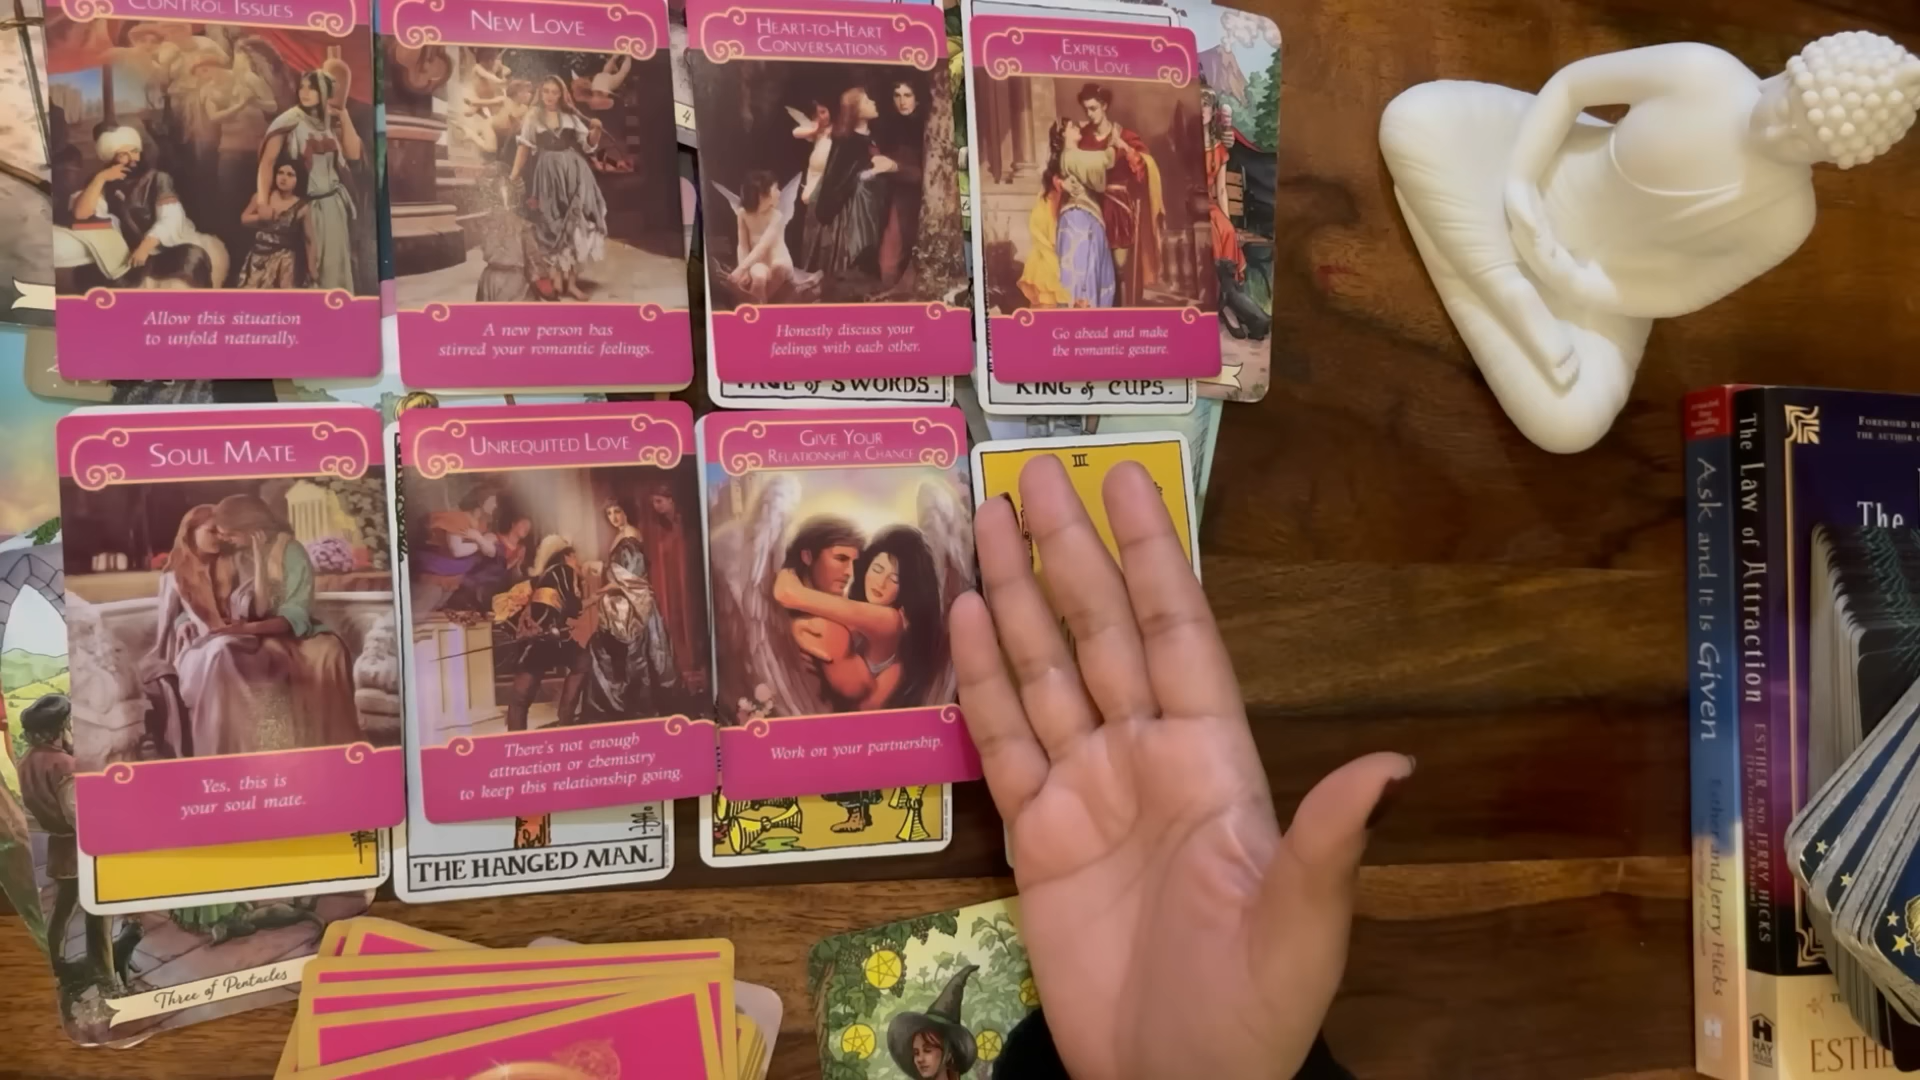 CONTROL ISSUES
Allow this situation
to unfold naturally.
NEW LOVE
A new person has
stirred your romantic feelings.
HEART-TO-HEART
CONVERSATIONS
Honestly discuss your
feelings with each other.
PAGE of SWORDS.
EXPRESS
YOUR LOVE
Go ahead and make
the romantic gesture.
KING of CUPS.
4
SOUL MATE
Yes, this is
your soul mate.
UNREQUITED LOVE
There's not enough
attraction or chemistry
to keep this relationship going.
THE HANGED MAN.
GIVE YOUR
RELATIONSHIP A CHANCE
Work on your partnership.
III
Three of Pentacles
Ask and It Is Given
Esther and Jerry Hicks
The Law of Attraction
ESTHER AND JERRY HICKS
HAY
FOREWORD
THE AUTHOR
The
ESTHE